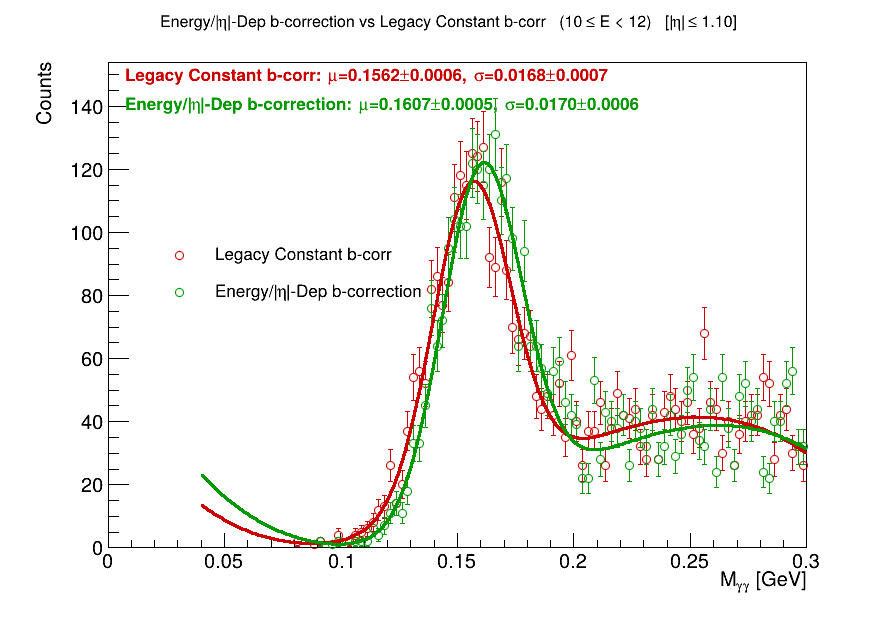 Energy/|η|-Dep b-correction vs Legacy Constant b-corr (10 ≤ E < 12) [|η| ≤ 1.10]
Counts
Legacy Constant b-corr: μ=0.1562±0.0006, σ=0.0168±0.0007
Energy/|η|-Dep b-correction: μ=0.1607±0.0005, σ=0.0170±0.0006
Legacy Constant b-corr
Energy/|η|-Dep b-correction
140
120
100
80
60
40
20
0
0 0.05 0.1 0.15 0.2 0.25 0.3
Mγγ [GeV]